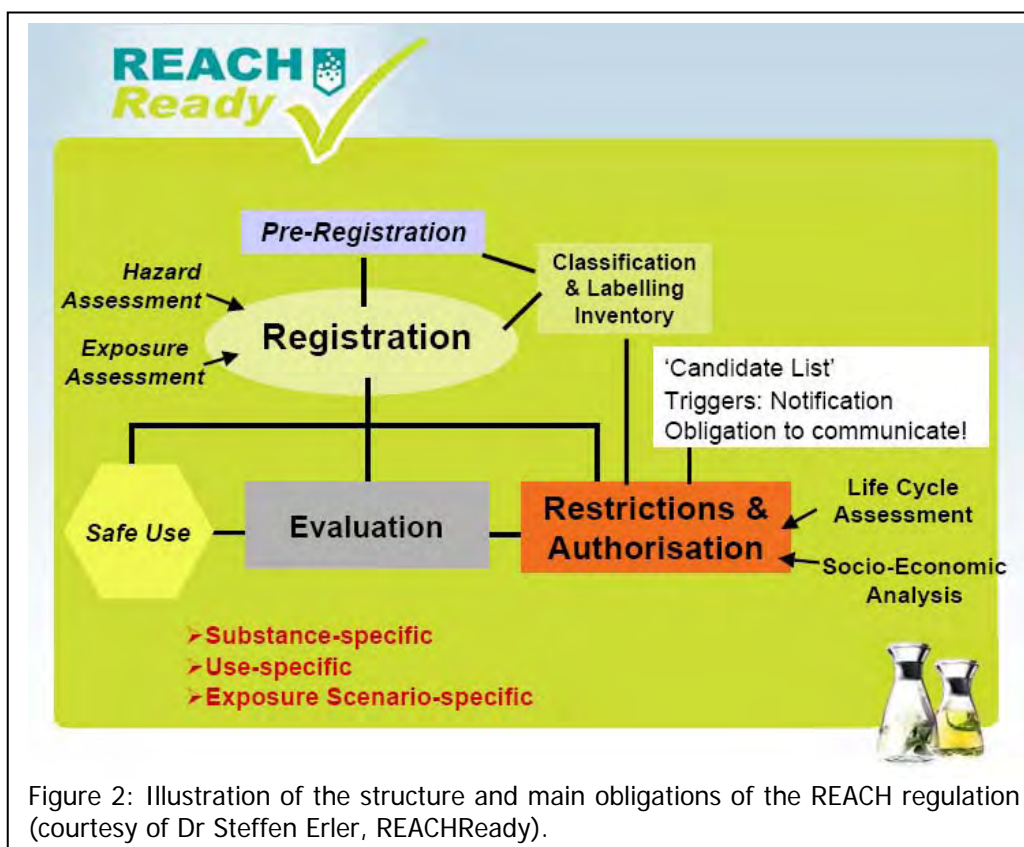 REACH
Ready
Pre-Registration
Hazard
Assessment
Exposure
Assessment
Registration
Classification
& Labelling
Inventory
'Candidate List'
Triggers: Notification
Obligation to communicate!
Safe Use
Evaluation
Restrictions &
Authorisation
Life Cycle
Assessment
Socio-Economic
Analysis
➢Substance-specific
➢Use-specific
➢Exposure Scenario-specific
Figure 2: Illustration of the structure and main obligations of the REACH regulation
(courtesy of Dr Steffen Erler, REACHReady).